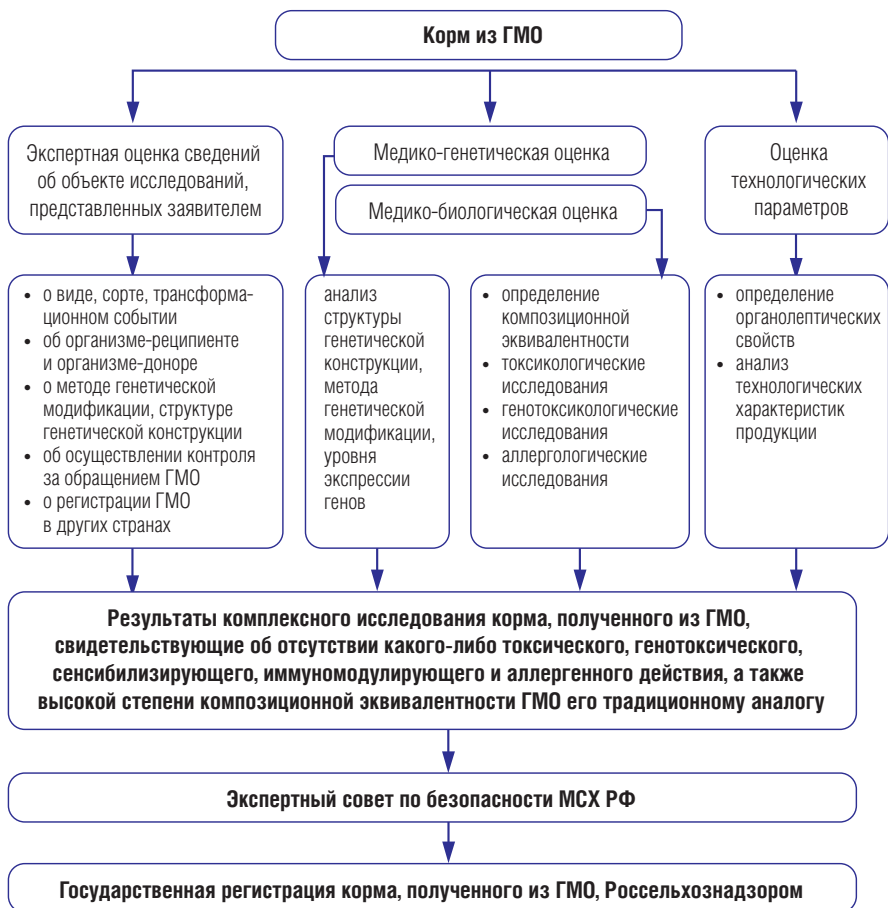 Корм из ГМО
Экспертная оценка сведений
об объекте исследований,
представленных заявителем
Медико-генетическая оценка
Медико-биологическая оценка
Оценка
технологических
параметров
• о виде, сорте, трансforma-
ционном событии
• об организме-реципиенте
и организме-доноре
• о методе генетической
модификации, структуре
генетической конструкции
• об осуществлении контроля
за обращением ГМО
• о регистрации ГМО
в других странах
анализ
структуры
генетической
конструкции,
метода
генетической
модификации,
уровня
экспрессии
генов
• определение
композиционной
эквивалентности
• токсикологические
исследования
• генотоксикологические
исследования
• аллергологические
исследования
• определение
органолептических
свойств
• анализ
технологических
характеристик
продукции
Результаты комплексного исследования корма, полученного из ГМО,
свидетельствующие об отсутствии какого-либо токсического, генотоксического,
сенсибилизирующего, иммуномодулирующего и аллергенного действия, а также
высокой степени композиционной эквивалентности ГМО его традиционному аналогу
Экспертный совет по безопасности МСХ РФ
Государственная регистрация корма, полученного из ГМО, Россельхознадзором